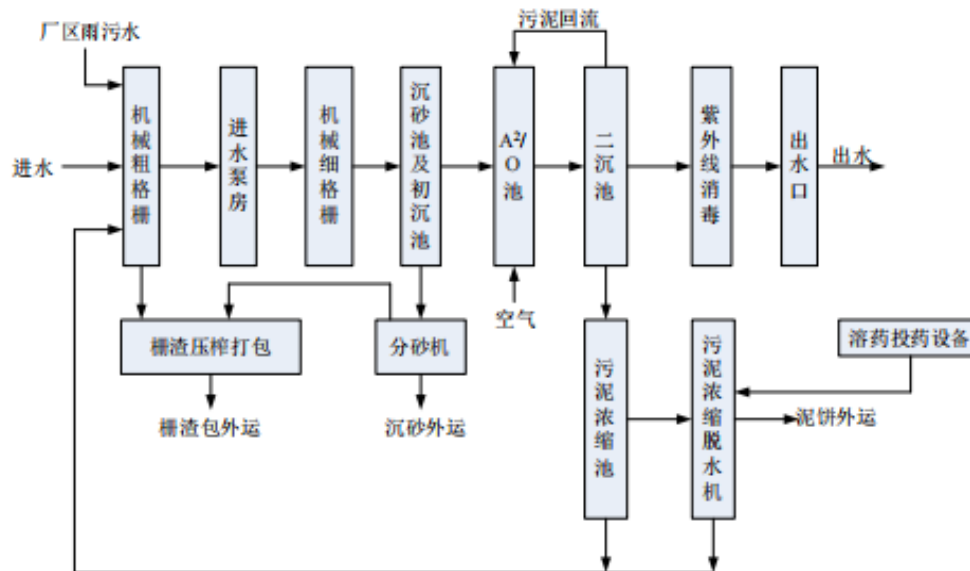 污泥回流
厂区雨污水
进水
机械粗格栅
进水泵房
机械细格栅
沉砂池及初沉池
A²/O池
二沉池
紫外线消毒
出水口
出水
空气
栅渣压榨打包
分砂机
溶药投药设备
污泥浓缩池
污泥浓缩脱水机
泥饼外运
栅渣包外运
沉砂外运